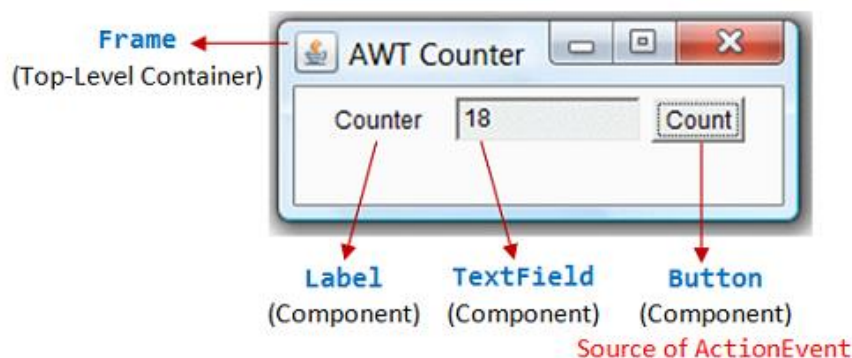 Frame
(Top-Level Container)
AWT Counter
Counter 18 Count
Label TextField Button
(Component) (Component) (Component)
Source of ActionEvent